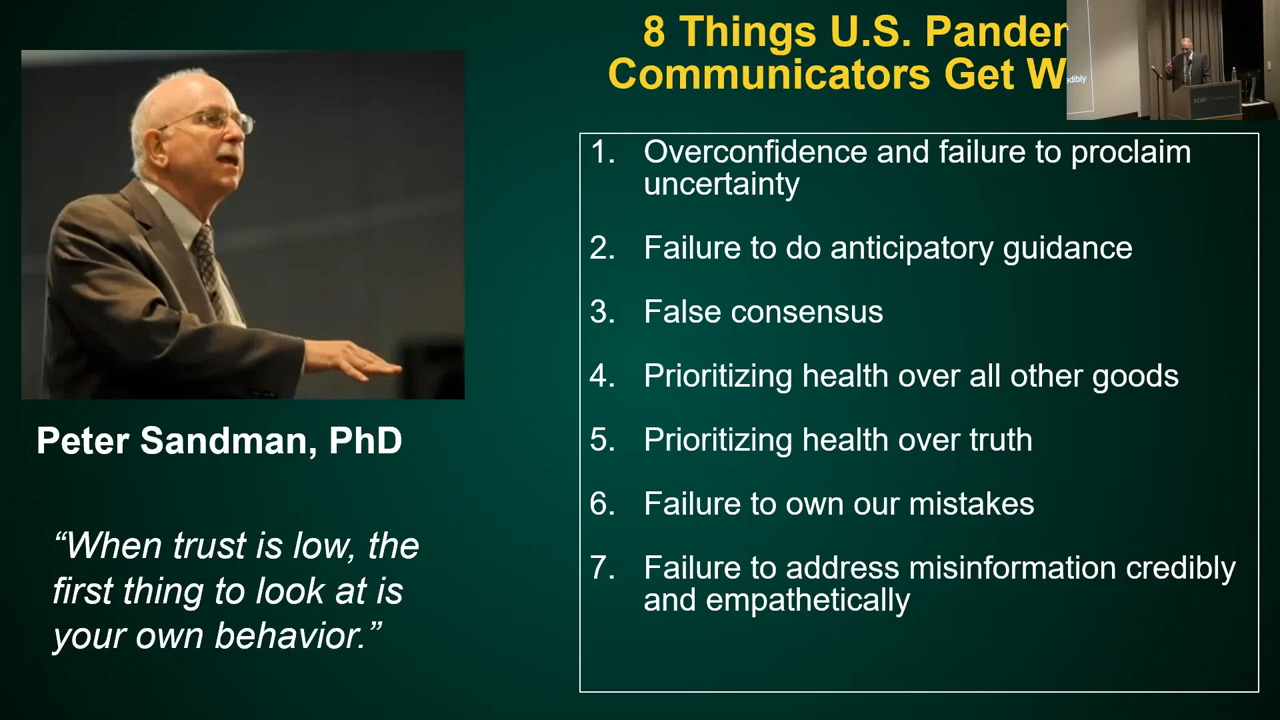 8 Things U.S. Pandem
Communicators Get W
edibly
1. Overconfidence and failure to proclaim
uncertainty
2. Failure to do anticipatory guidance
3. False consensus
4. Prioritizing health over all other goods
5. Prioritizing health over truth
6. Failure to own our mistakes
7. Failure to address misinformation credibly
and empathetically
Peter Sandman, PhD
“When trust is low, the
first thing to look at is
your own behavior.”